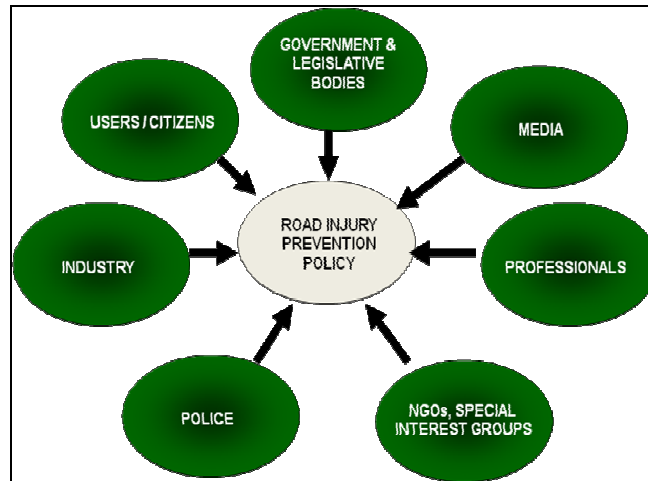 GOVERNMENT &
LEGISLATIVE
BODIES
USERS / CITIZENS
MEDIA
ROAD INJURY
PREVENTION
POLICY
INDUSTRY
PROFESSIONALS
POLICE
NGOs, SPECIAL
INTEREST GROUPS